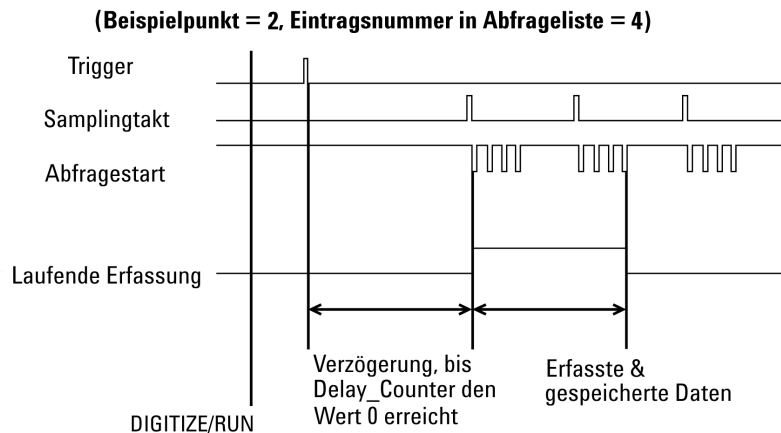 (Beispielpunkt = 2, Eintragsnummer in Abfrageliste = 4)
Trigger
Samplingtakt
Abfragestart
Laufende Erfassung
Verzögerung, bis
Delay_Counter den
Wert 0 erreicht
Erfasste &
gespeicherte Daten
DIGITIZE/RUN